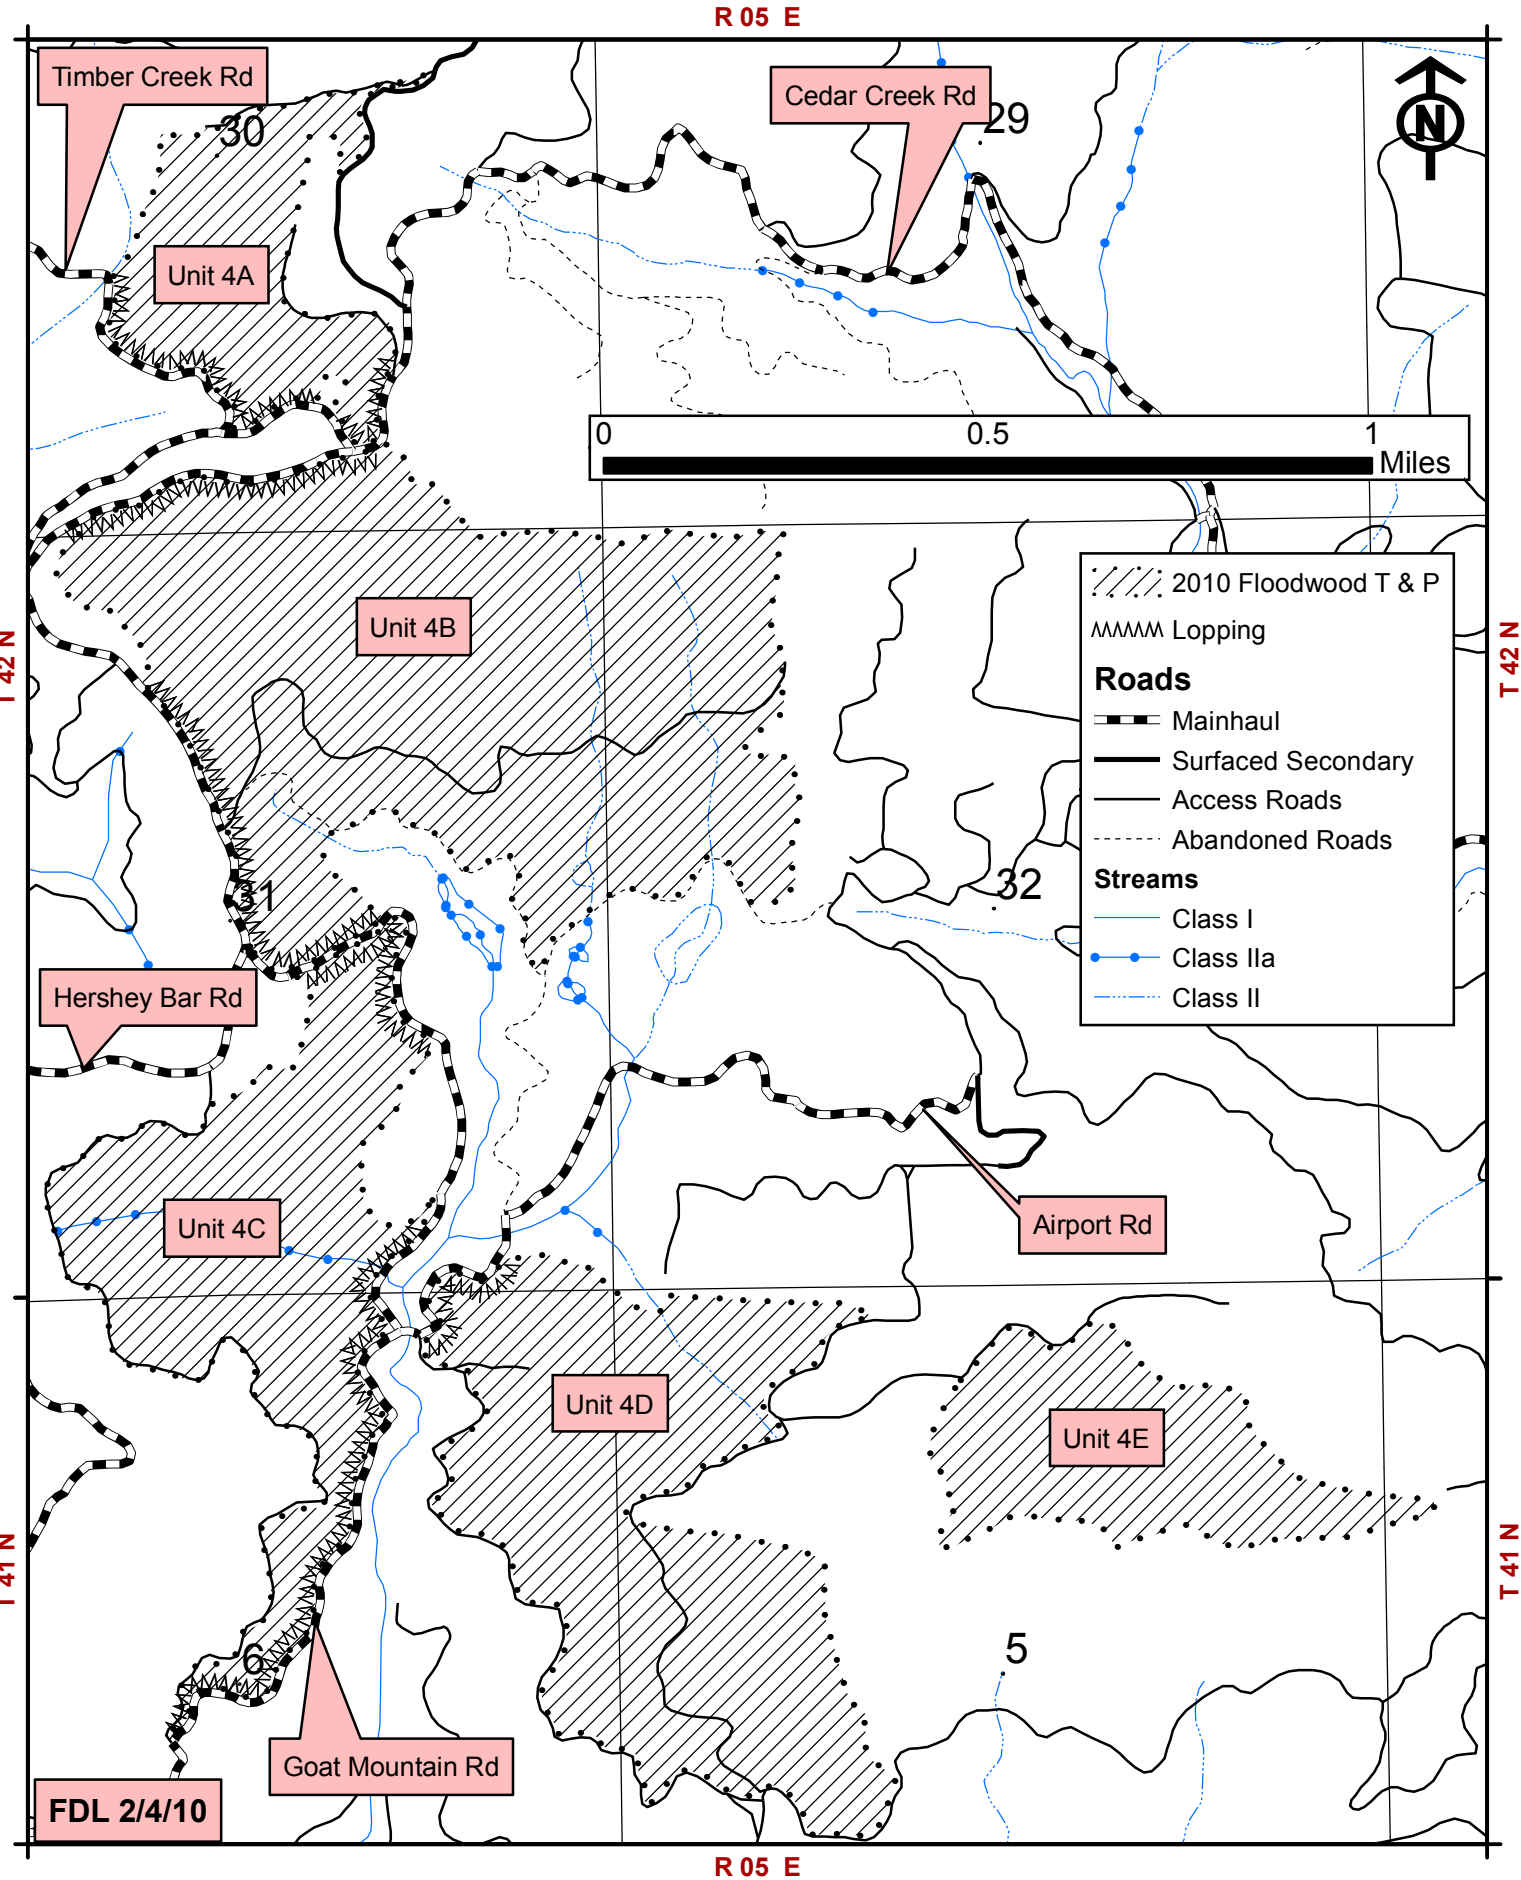 R 05 E
Timber Creek Rd
Cedar Creek Rd
30
29
N
Unit 4A
0 0.5 1
Miles
T 42 N
T 42 N
Unit 4B
2010 Floodwood T & P
Lopping
Roads
Mainhaul
Surfaced Secondary
Access Roads
Abandoned Roads
Streams
Class I
Class IIa
Class II
31
32
Hershey Bar Rd
Unit 4C
Airport Rd
Unit 4D
Unit 4E
T 41 N
T 41 N
6
5
Goat Mountain Rd
FDL 2/4/10
R 05 E